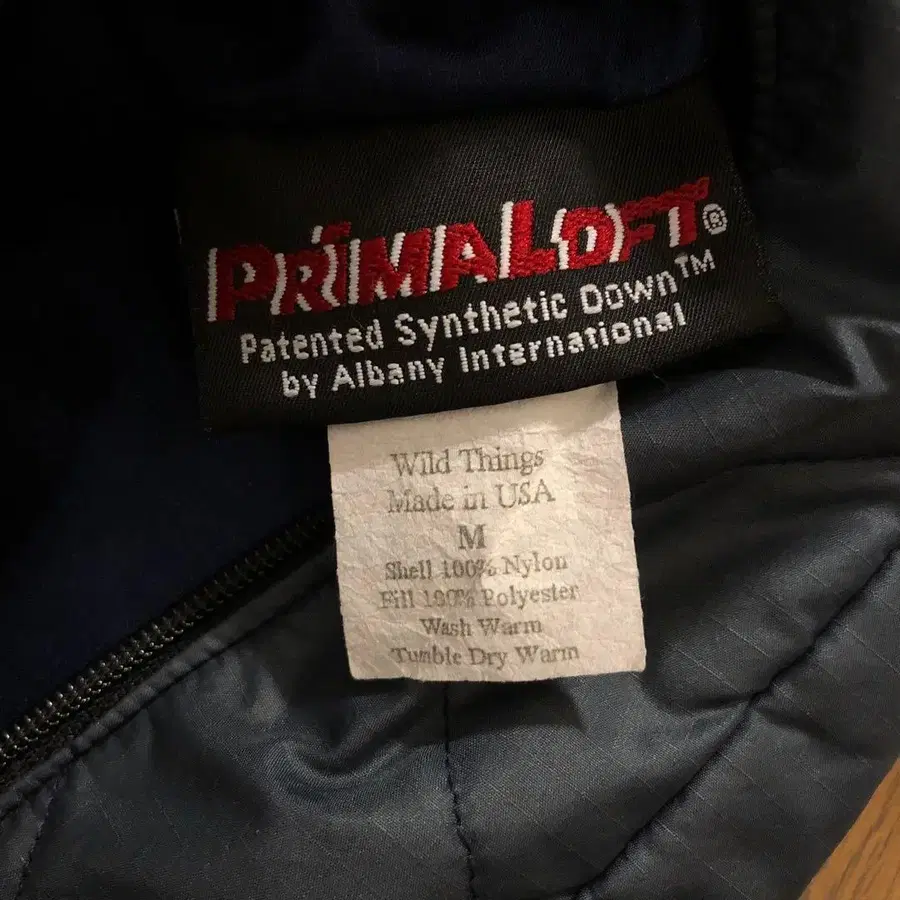 PRIMALOFT®
Patented Synthetic Down™
by Albany International
Wild Things
Made in USA
M
Shell 100% Nylon
Fill 100% Polyester
Wash Warm
Tumble Dry Warm